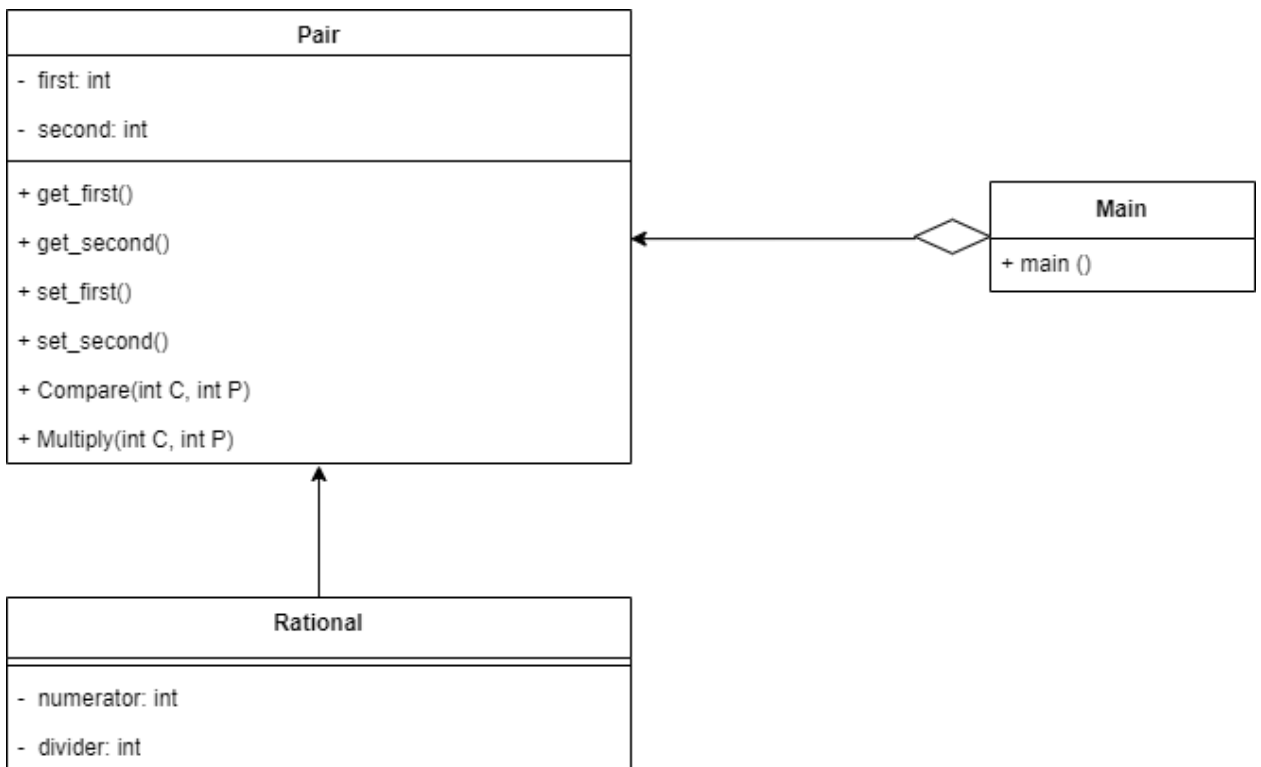 Pair
- first: int
- second: int
+ get_first()
+ get_second()
+ set_first()
+ set_second()
+ Compare(int C, int P)
+ Multiply(int C, int P)
Main
+ main ()
Rational
- numerator: int
- divider: int